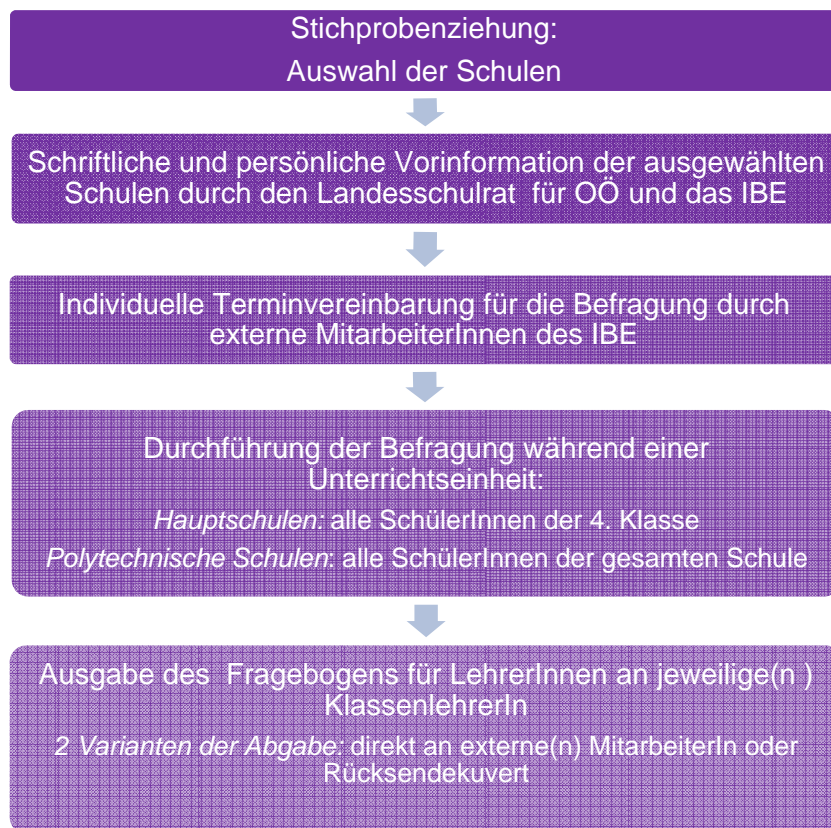 Stichprobenziehung:
Auswahl der Schulen
Schriftliche und persönliche Vorinformation der ausgewählten
Schulen durch den Landesschulrat für OÖ und das IBE
Individuelle Terminvereinbarung für die Befragung durch
externe MitarbeiterInnen des IBE
Durchführung der Befragung während einer
Unterrichtseinheit:
Hauptschulen: alle SchülerInnen der 4. Klasse
Polytechnische Schulen: alle SchülerInnen der gesamten Schule
Ausgabe des Fragebogens für LehrerInnen an jeweilige(n )
KlassenlehrerIn
2 Varianten der Abgabe: direkt an externe(n) MitarbeiterIn oder
Rücksendekuvert